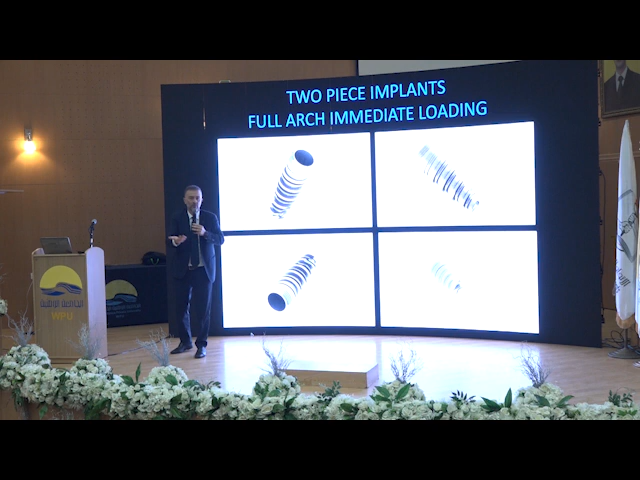 TWO PIECE IMPLANTS
FULL ARCH IMMEDIATE LOADING
WPU